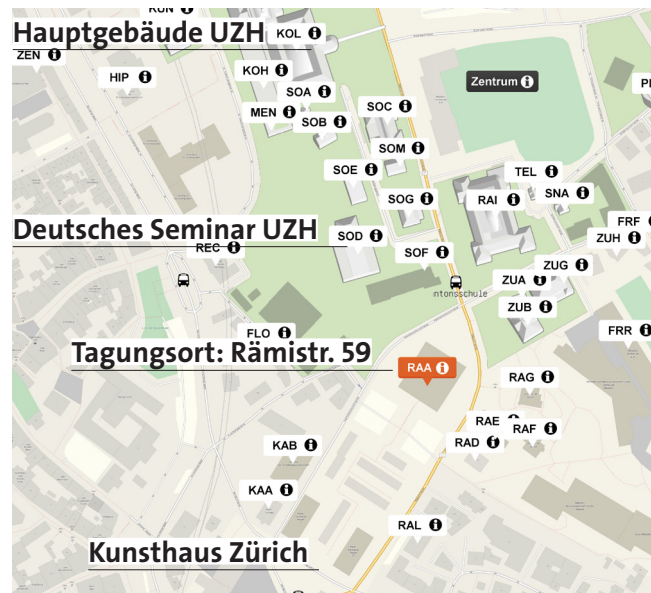 Hauptgebäude UZH
KOL
ZEN
HIP
KOH
SOA
MEN
SOB
SOC
Zentrum
SOM
SOE
TEL
SNA
RAI
SOG
FRF
Deutsches Seminar UZH
REC
SOD
SOF
ZUH
ZUG
ZUA
ntonsschule
ZUB
FLO
FRR
Tagungsort: Rämistr. 59
RAA
RAG
RAE
RAF
RAD
KAB
KAA
RAL
Kunsthaus Zürich